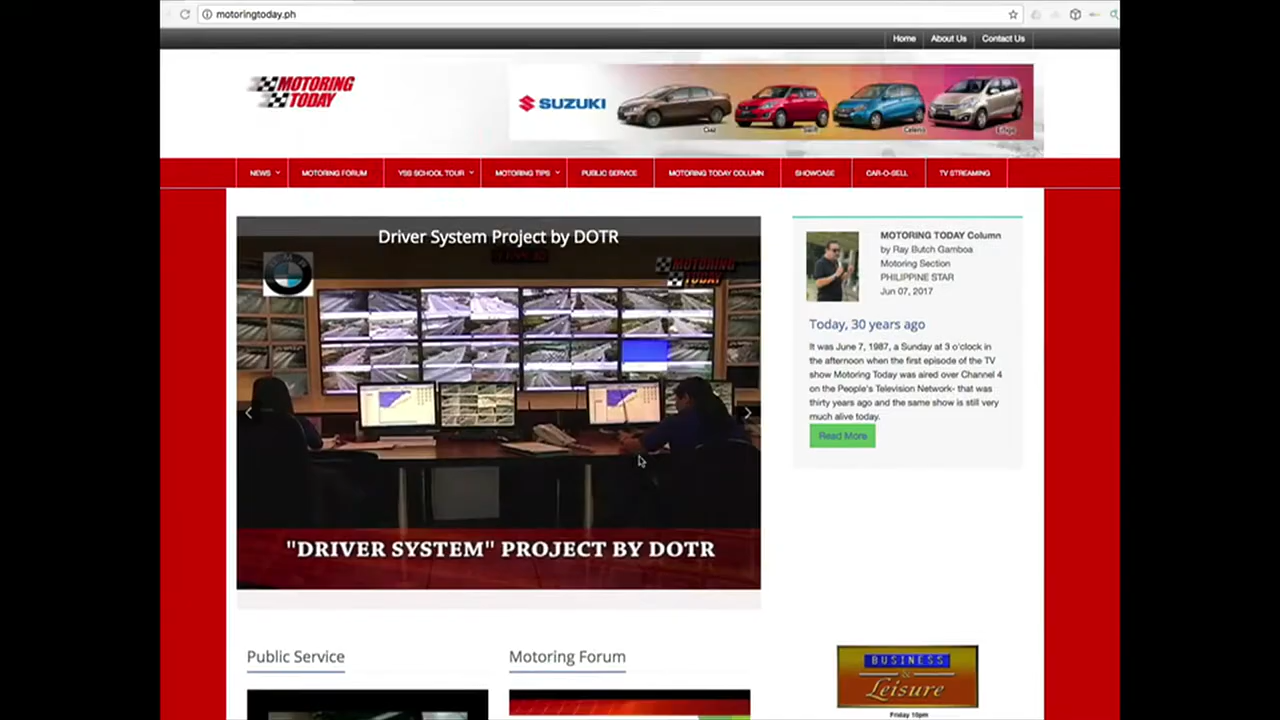 motoringtoday.ph
Home
About Us
Contact Us
MOTORING
TODAY
SUZUKI
Ciaz
Swift
Celerio
Ertiga
NEWS
MOTORING FORUM
YSS SCHOOL TOUR
MOTORING TIPS
PUBLIC SERVICE
MOTORING TODAY COLUMN
SHOWCASE
CAR-O-SELL
TV STREAMING
Driver System Project by DOTR
MOTORING
TODAY
"DRIVER SYSTEM" PROJECT BY DOTR
MOTORING TODAY Column
by Ray Butch Gamboa
Motoring Section
PHILIPPINE STAR
Jun 07, 2017
Today, 30 years ago
It was June 7, 1987, a Sunday at 3 o'clock in
the afternoon when the first episode of the TV
show Motoring Today was aired over Channel 4
on the People's Television Network- that was
thirty years ago and the same show is still very
much alive today.
Read More
Public Service
Motoring Forum
BUSINESS
&
Leisure
Friday 10pm